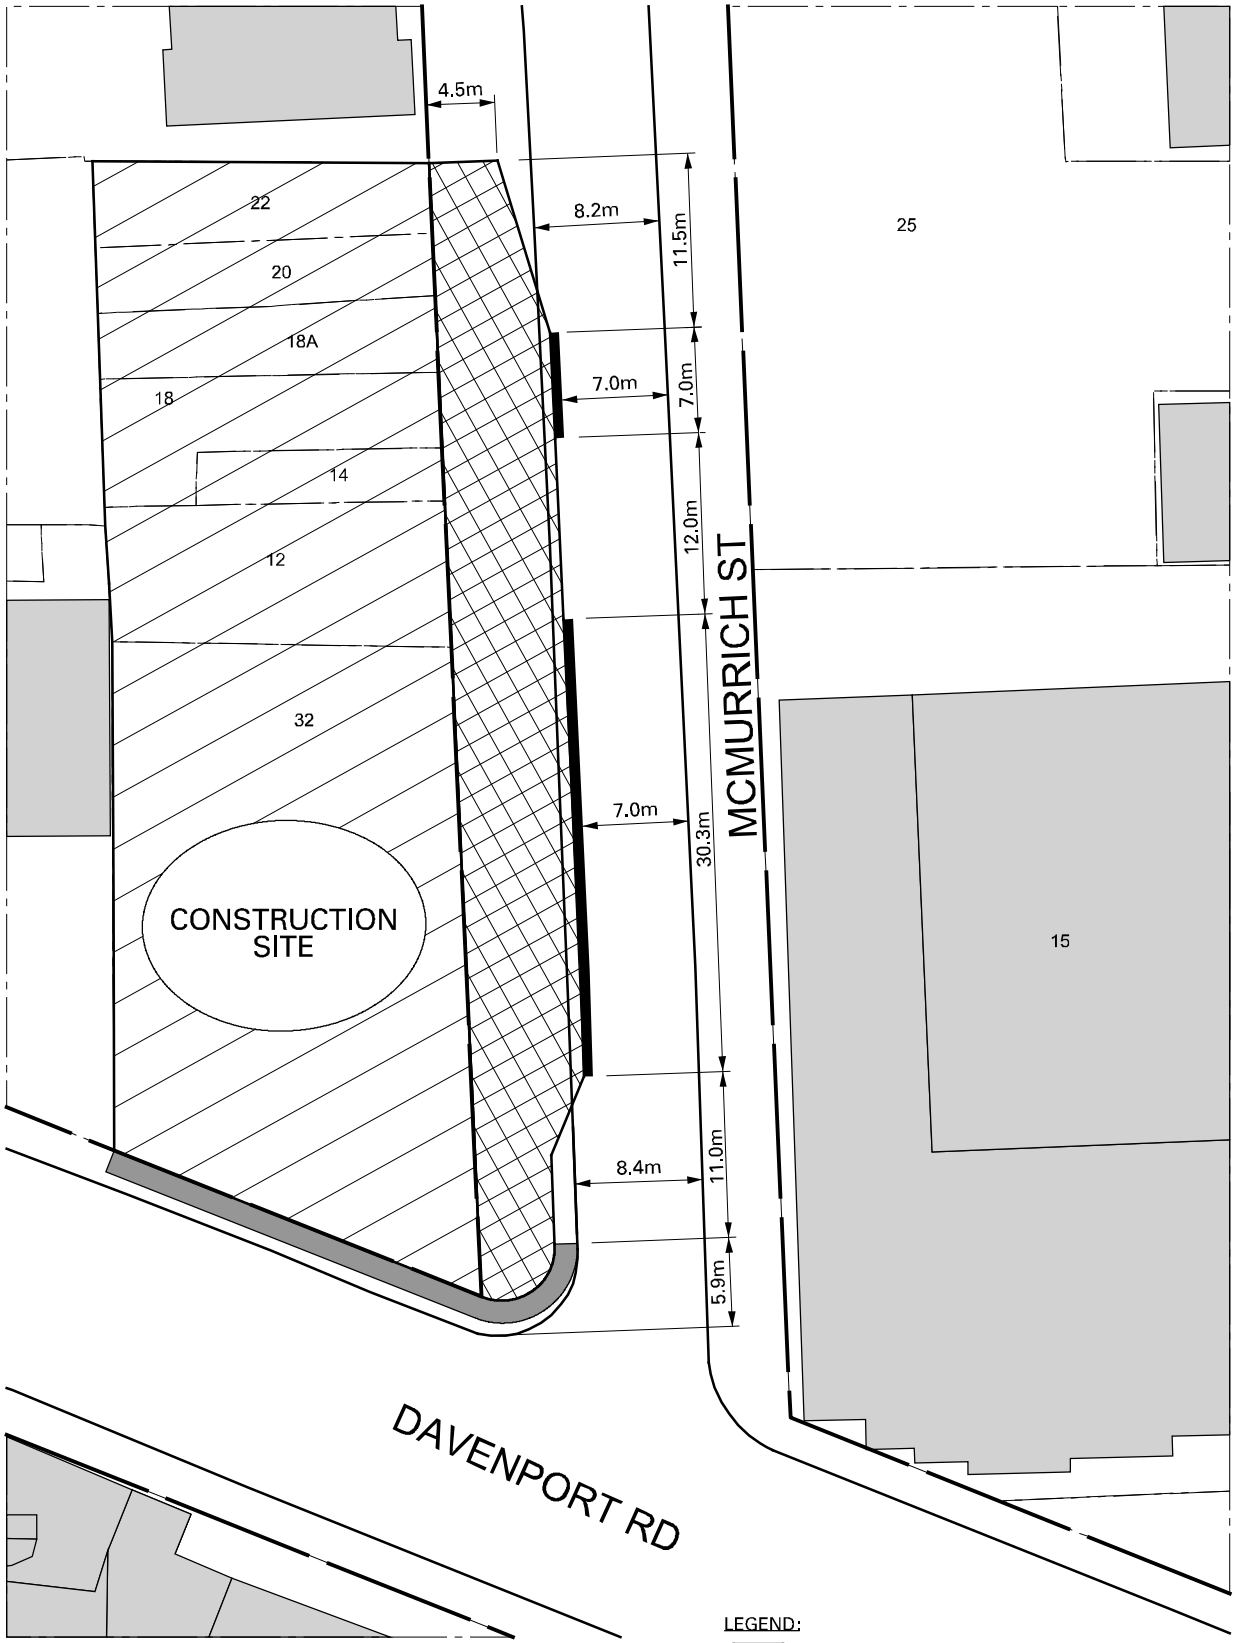 4.5m
22
8.2m
11.5m
25
20
18A
18
7.0m
7.0m
14
12
12.0m
MCMURRICH ST
32
7.0m
30.3m
CONSTRUCTION
SITE
15
8.4m
11.0m
5.9m
DAVENPORT RD
LEGEND: